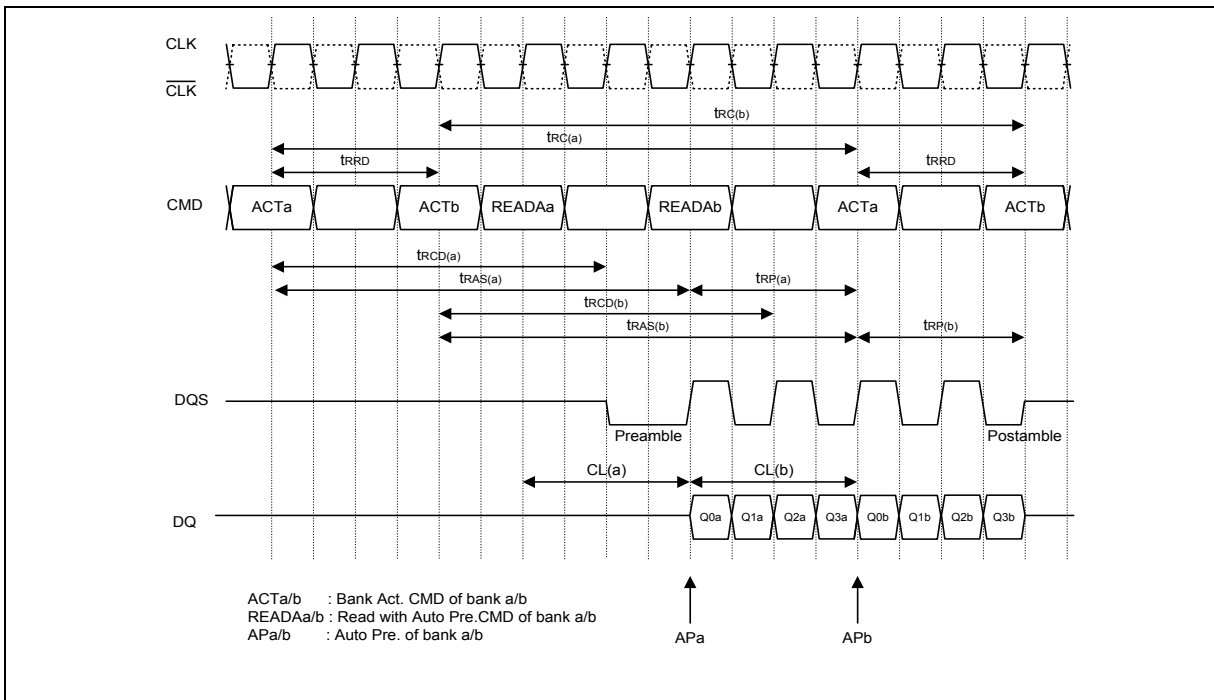 CLK
CLK
tRC(b)
tRC(a)
tRRD tRRD
CMD ACTa ACTb READAa READAb ACTa ACTb
tRCD(a)
tRAS(a) tRP(a)
tRCD(b)
tRAS(b) tRP(b)
DQS
Preamble Postamble
CL(a) CL(b)
DQ Q0a Q1a Q2a Q3a Q0b Q1b Q2b Q3b
ACTa/b : Bank Act. CMD of bank a/b
READAa/b : Read with Auto Pre.CMD of bank a/b
APa/b : Auto Pre. of bank a/b
APa APb